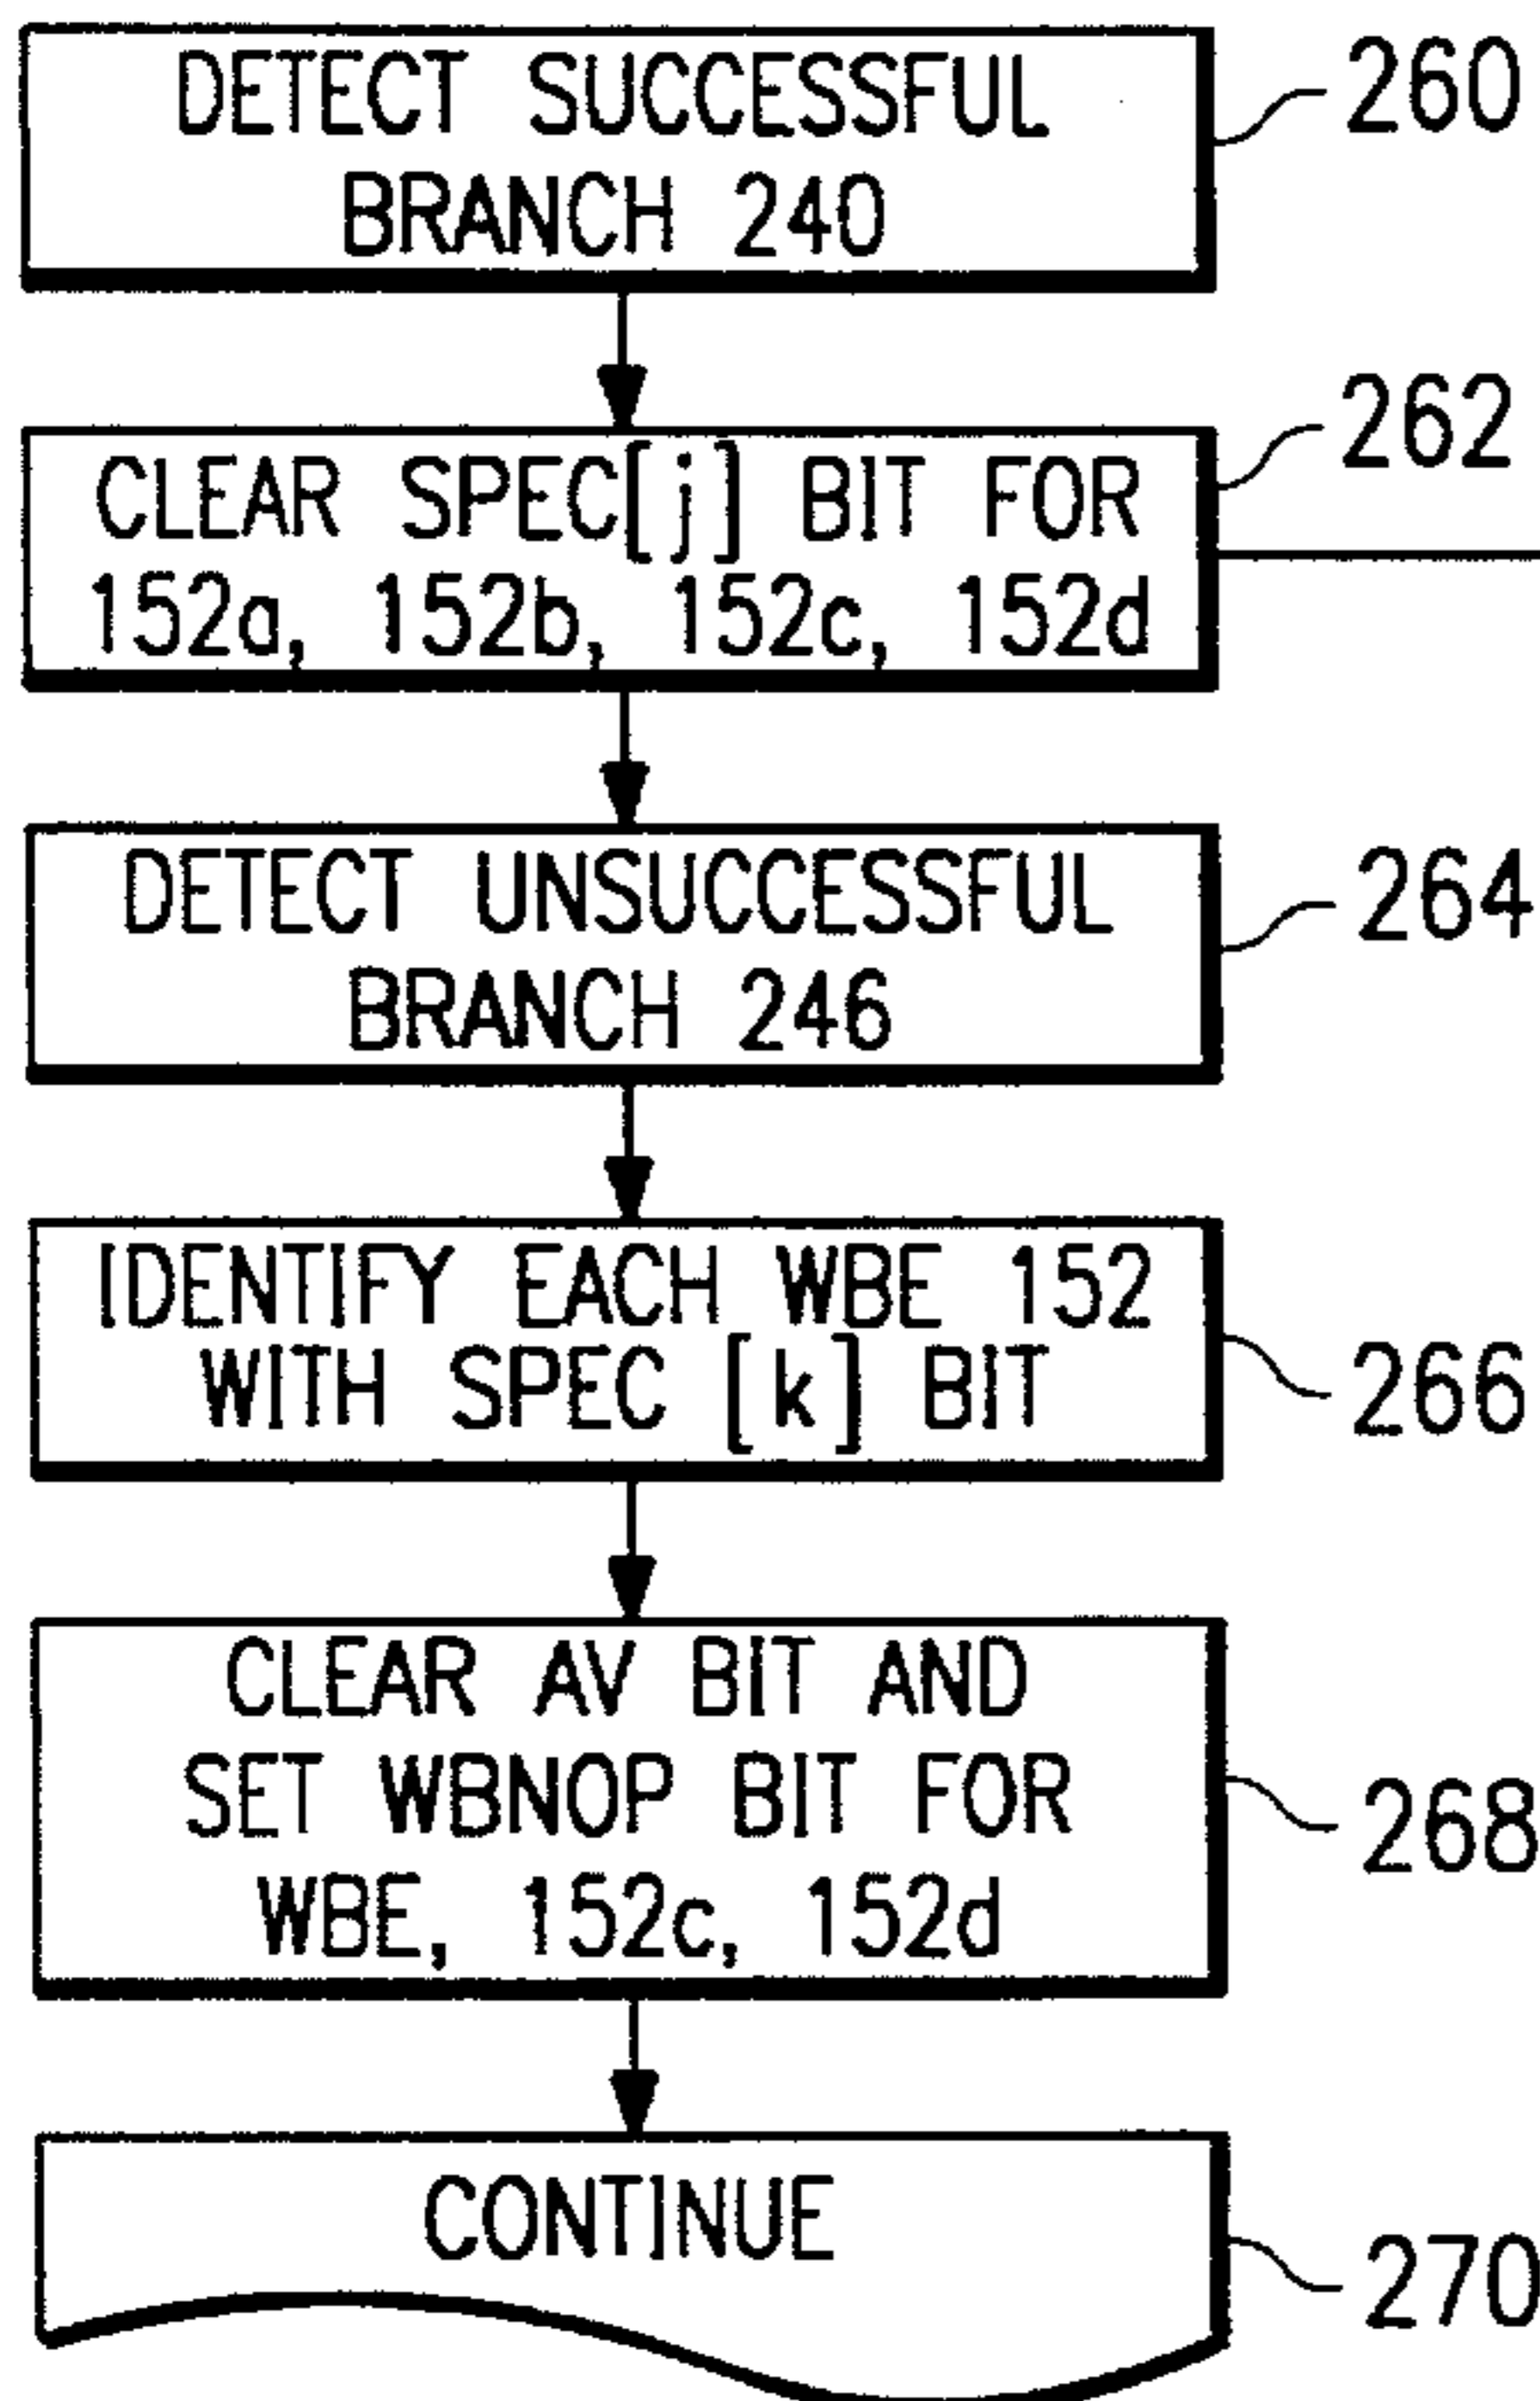 DETECT SUCCESSFUL
BRANCH 240
260
CLEAR SPEC[j] BIT FOR
152a, 152b, 152c, 152d
262
DETECT UNSUCCESSFUL
BRANCH 246
264
IDENTIFY EACH WBE 152
WITH SPEC [k] BIT
266
CLEAR AV BIT AND
SET WBNOP BIT FOR
WBE, 152c, 152d
268
CONTINUE
270